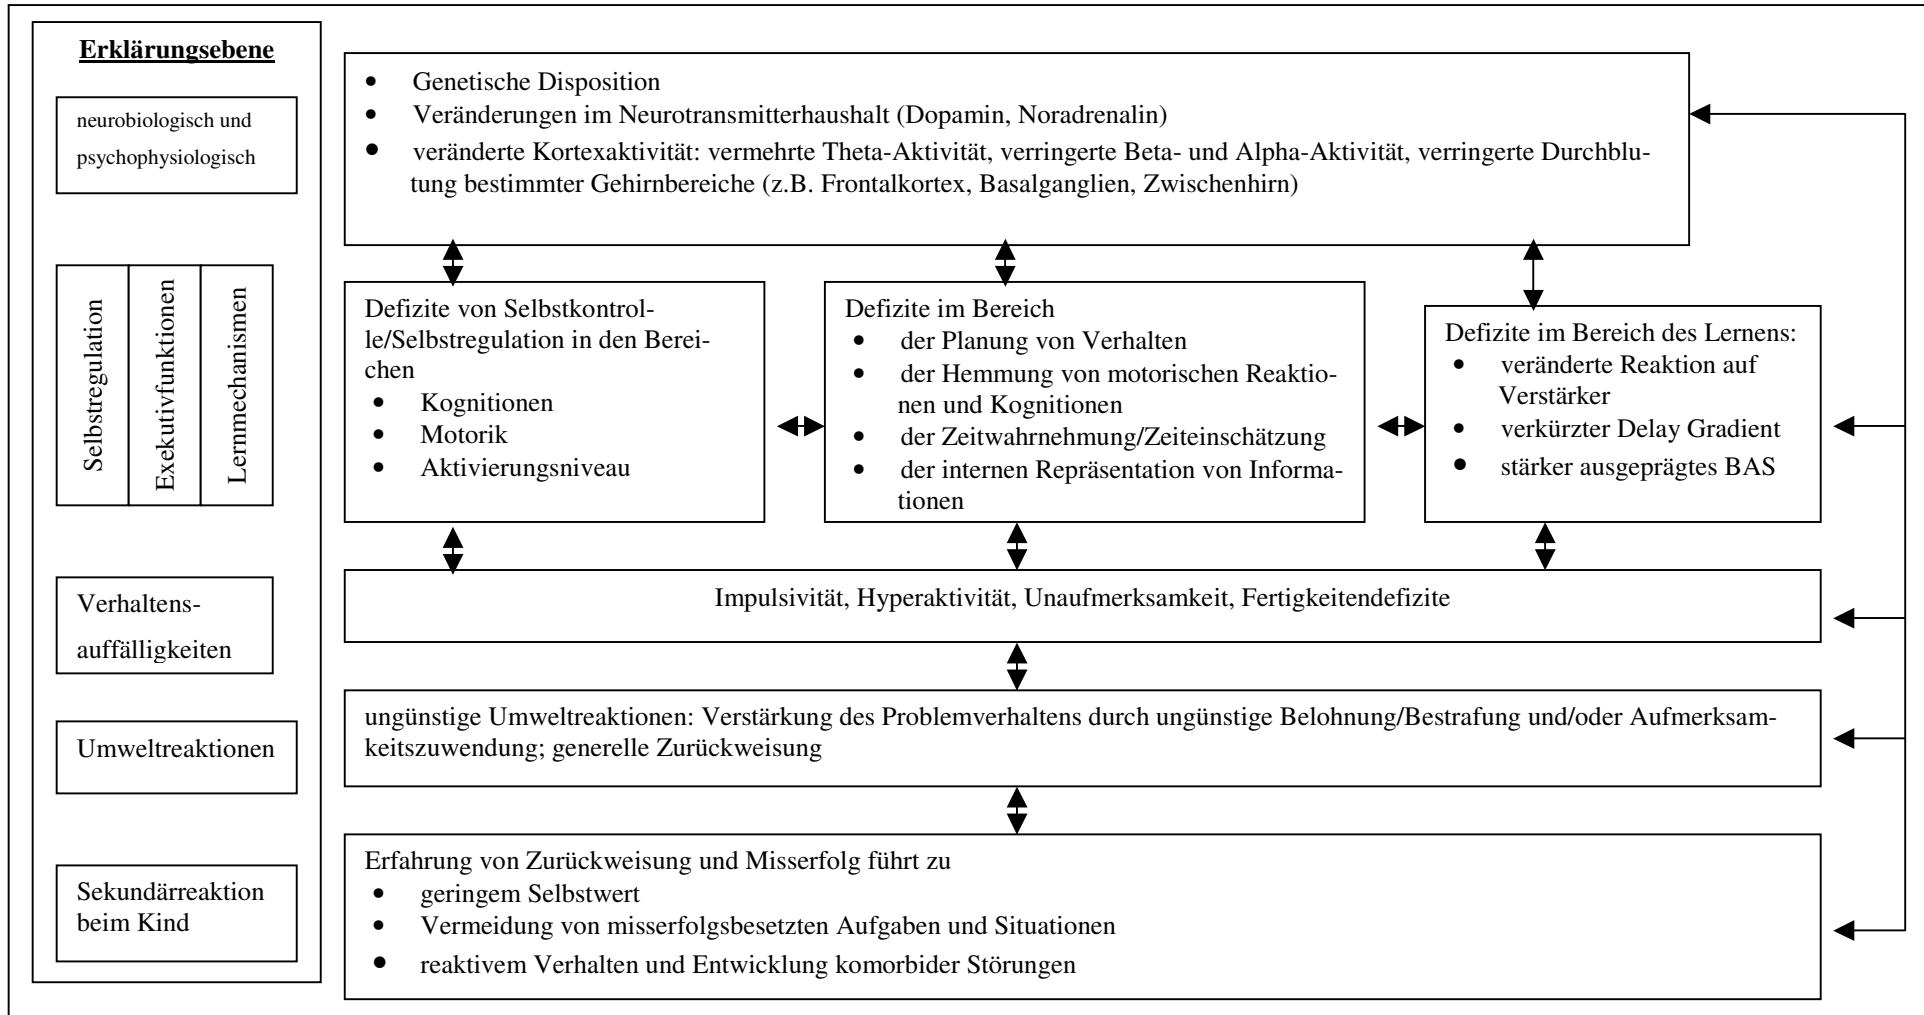 Erklärungsebene
neurobiologisch und
psychophysiologisch
• Genetische Disposition
• Veränderungen im Neurotransmitterhaushalt (Dopamin, Noradrenalin)
• veränderte Kortexaktivität: vermehrte Theta-Aktivität, verringerte Beta- und Alpha-Aktivität, verringerte Durchblu-
tung bestimmter Gehirnbereiche (z.B. Frontalkortex, Basalganglien, Zwischenhirn)
Selbstregulation
Exekutivfunktionen
Lernmechanismen
Defizite von Selbstkontrol-
le/Selbstregulation in den Berei-
chen
• Kognitionen
• Motorik
• Aktivierungsniveau
Defizite im Bereich
• der Planung von Verhalten
• der Hemmung von motorischen Reaktio-
nen und Kognitionen
• der Zeitwahrnehmung/Zeiteinschätzung
• der internen Repräsentation von Informa-
tionen
Defizite im Bereich des Lernens:
• veränderte Reaktion auf
Verstärker
• verkürzter Delay Gradient
• stärker ausgeprägtes BAS
Verhaltens-
auffälligkeiten
Impulsivität, Hyperaktivität, Unaufmerksamkeit, Fertigkeitendefizite
Umweltreaktionen
ungünstige Umweltreaktionen: Verstärkung des Problemverhaltens durch ungünstige Belohnung/Bestrafung und/oder Aufmerksam-
keitszuwendung; generelle Zurückweisung
Sekundärreaktion
beim Kind
Erfahrung von Zurückweisung und Misserfolg führt zu
• geringem Selbstwert
• Vermeidung von misserfolgsbesetzten Aufgaben und Situationen
• reaktivem Verhalten und Entwicklung komorbider Störungen